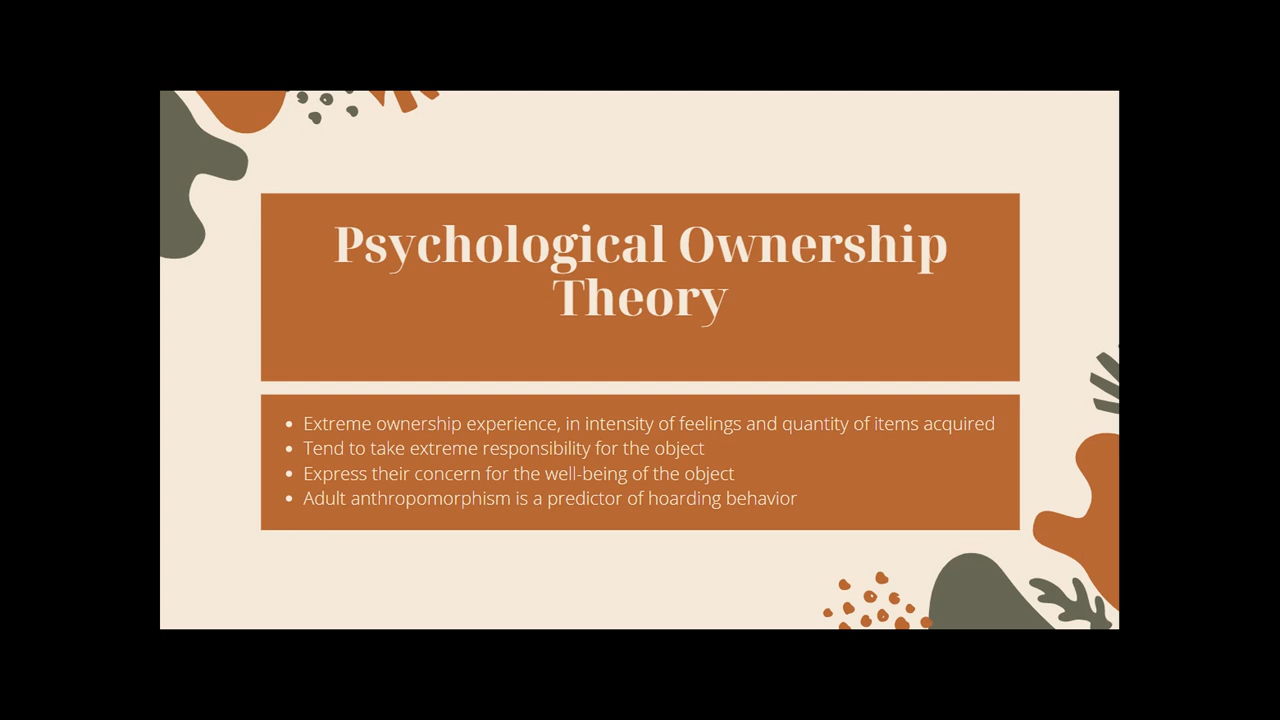 Psychological Ownership
Theory
• Extreme ownership experience, in intensity of feelings and quantity of items acquired
• Tend to take extreme responsibility for the object
• Express their concern for the well-being of the object
• Adult anthropomorphism is a predictor of hoarding behavior